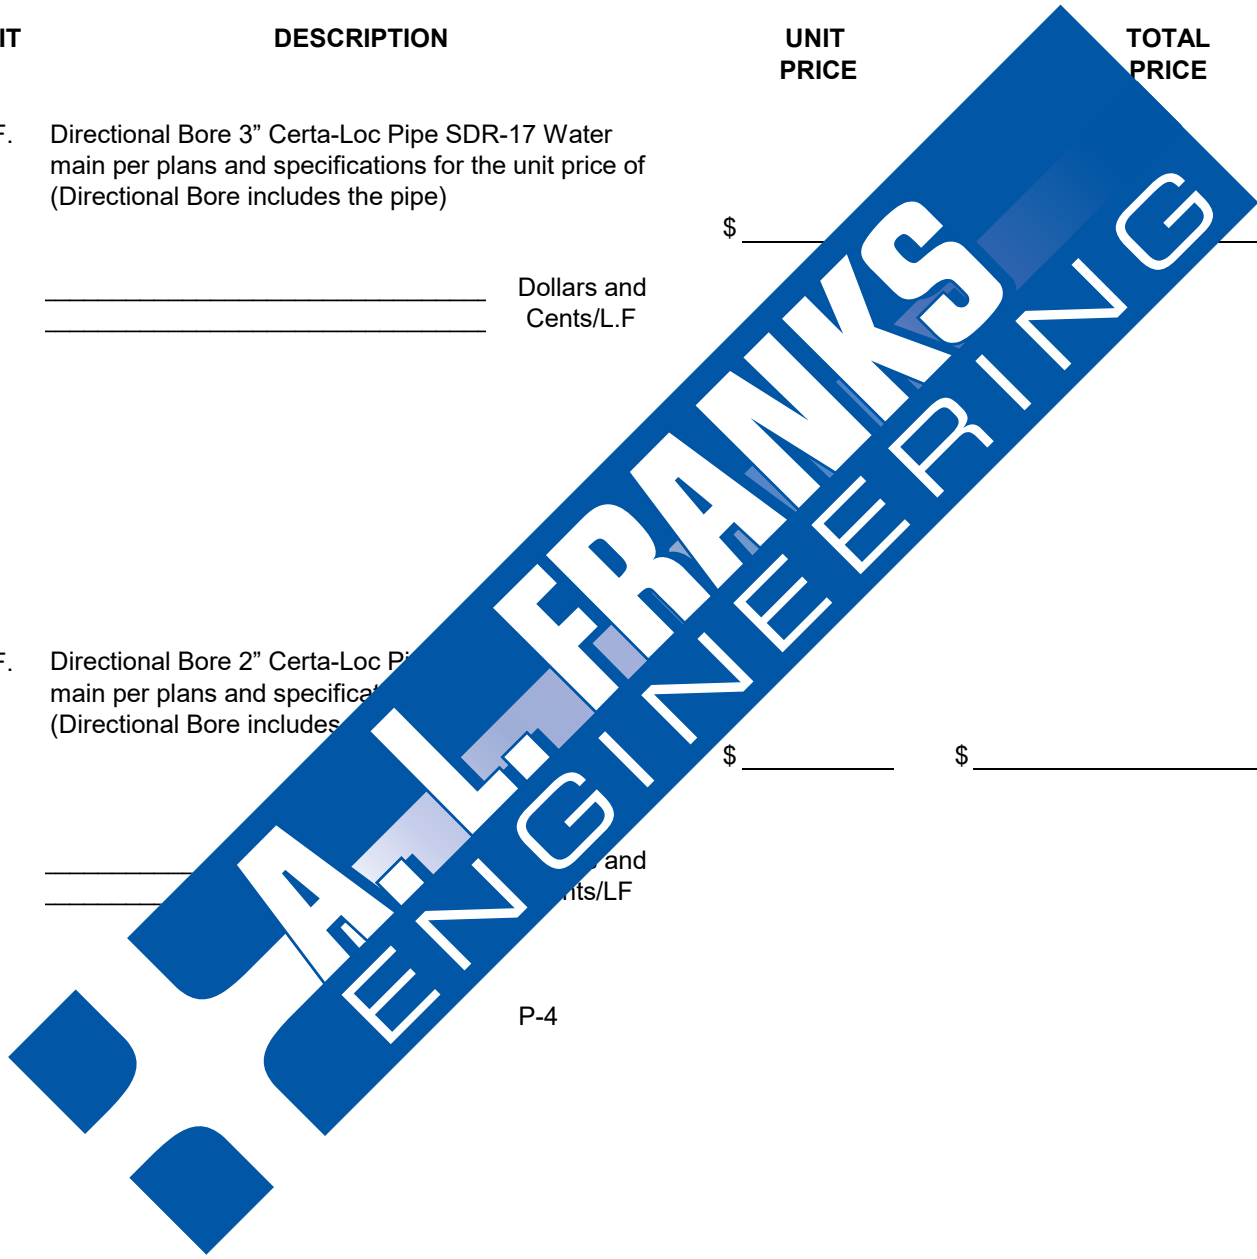 DESCRIPTION UNIT TOTAL
PRICE PRICE
Directional Bore 3” Certa-Loc Pipe SDR-17 Water
main per plans and specifications for the unit price of
(Directional Bore includes the pipe)
$
Dollars and
Cents/L.F
Directional Bore 2” Certa-Loc
main per plans and
(Directional Bore includes
$ $
and
P-4
A.L. FRANKS
ENGINEERING